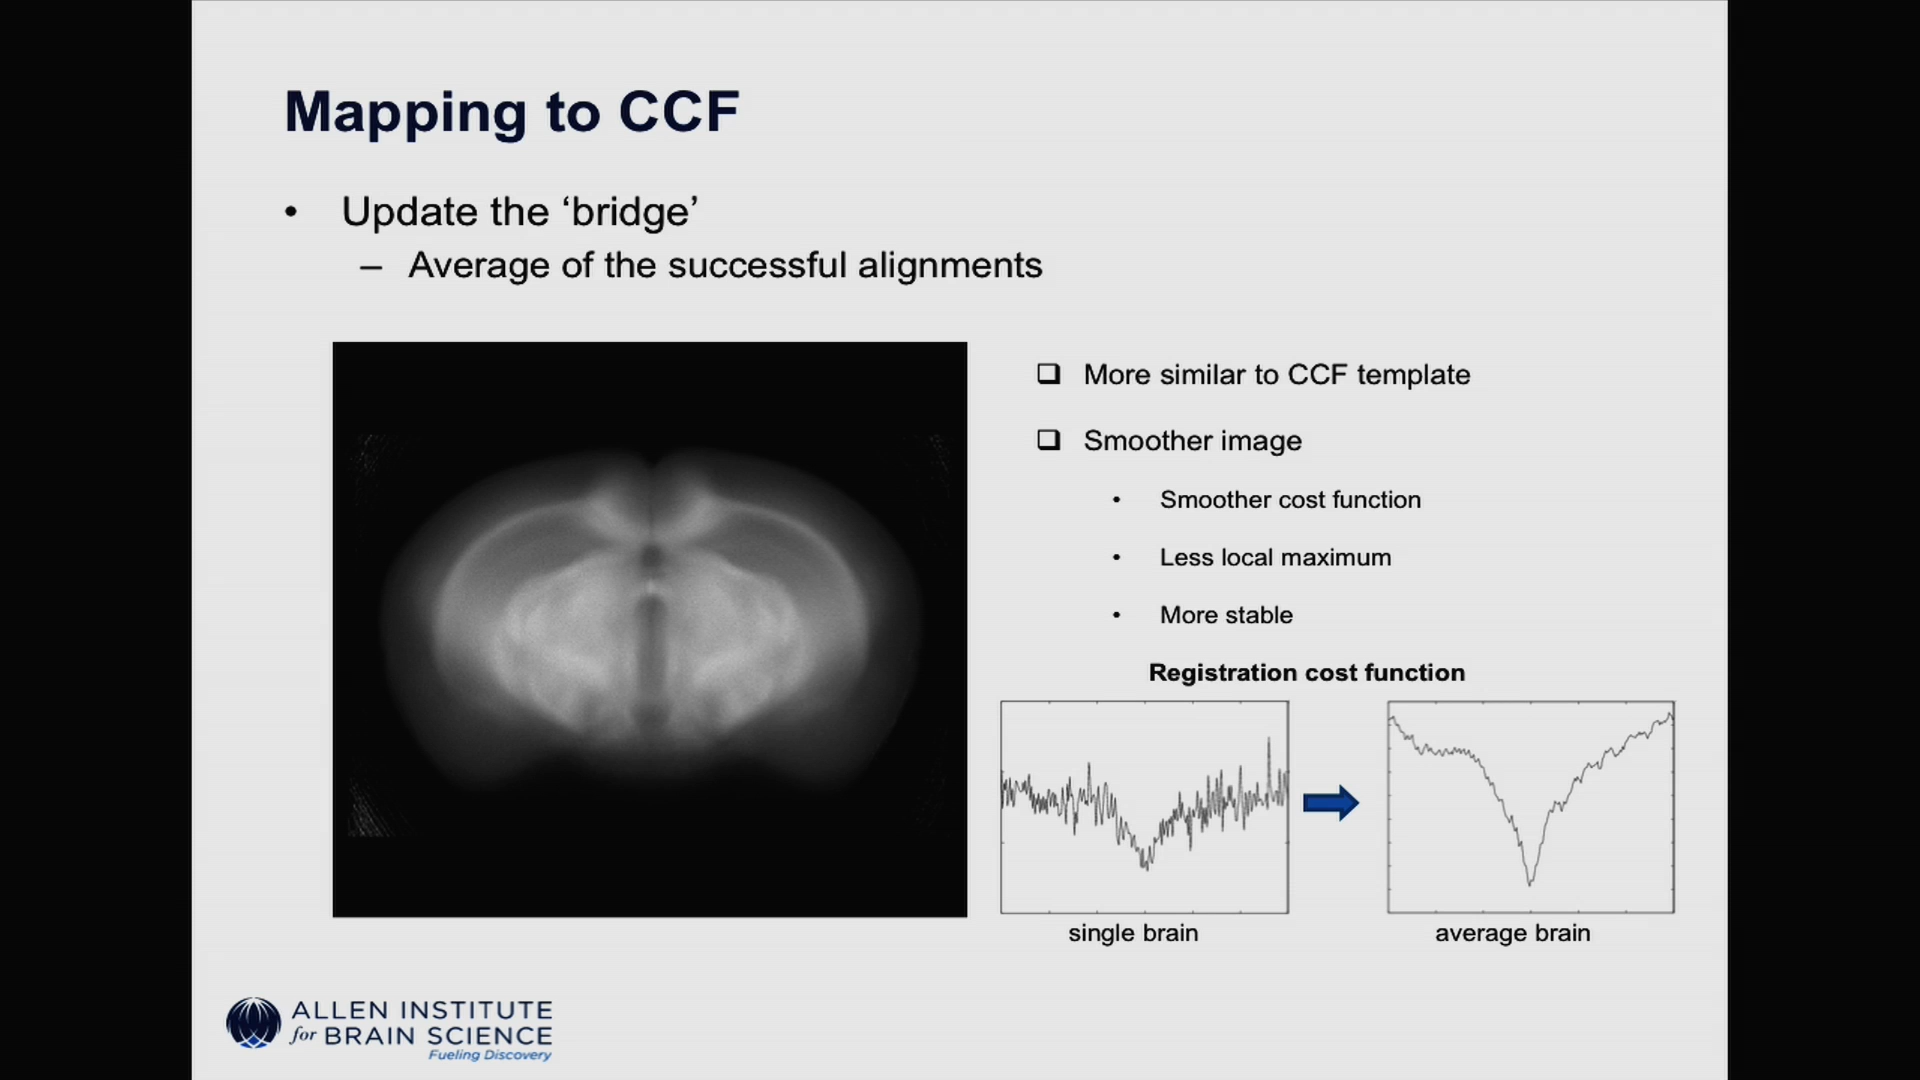 Mapping to CCF
• Update the ‘bridge’
– Average of the successful alignments
❑ More similar to CCF template
❑ Smoother image
• Smoother cost function
• Less local maximum
• More stable
Registration cost function
single brain
average brain
ALLEN INSTITUTE
for BRAIN SCIENCE
Fueling Discovery